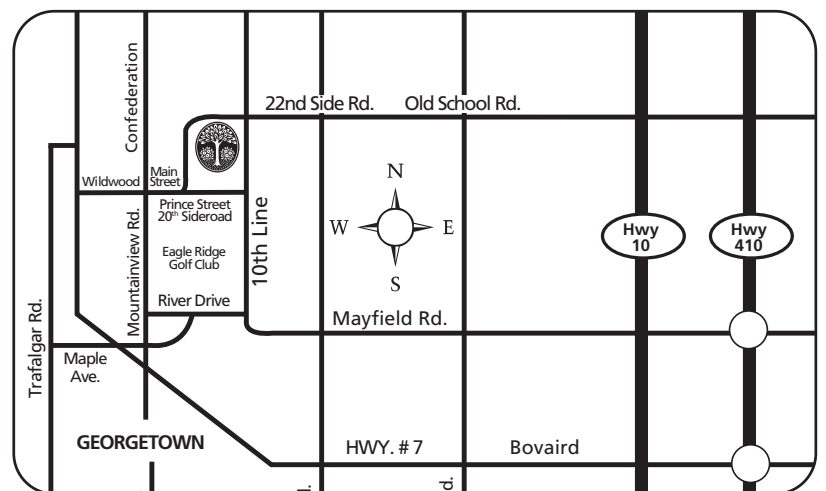 Confederation
22nd Side Rd.
Old School Rd.
Main
Street
Wildwood
Prince Street
20th Sideroad
Eagle Ridge
Golf Club
River Drive
Mountainview Rd.
10th Line
N
W
E
S
Hwy
10
Hwy
410
Mayfield Rd.
Trafalgar Rd.
Maple
Ave.
GEORGETOWN
HWY. # 7
Bovaird